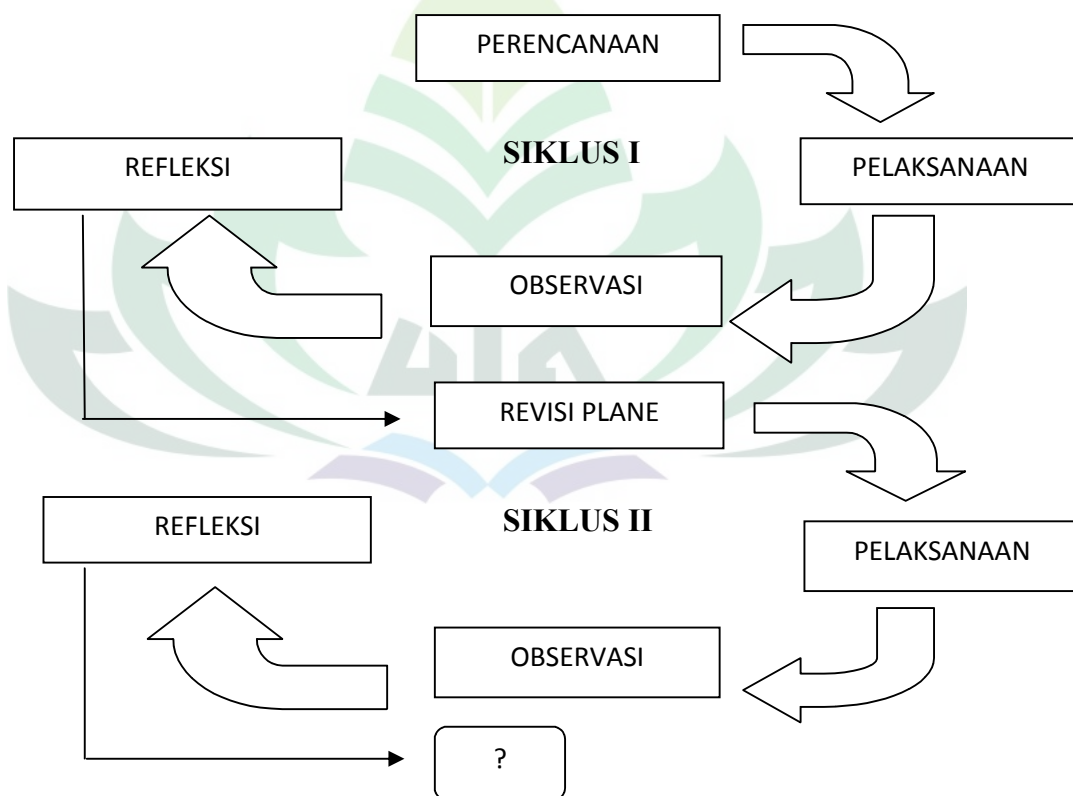 PERENCANAAN
SIKLUS I
REFLEKSI
PELAKSANAAN
OBSERVASI
REVISI PLANE
SIKLUS II
REFLEKSI
PELAKSANAAN
OBSERVASI
?